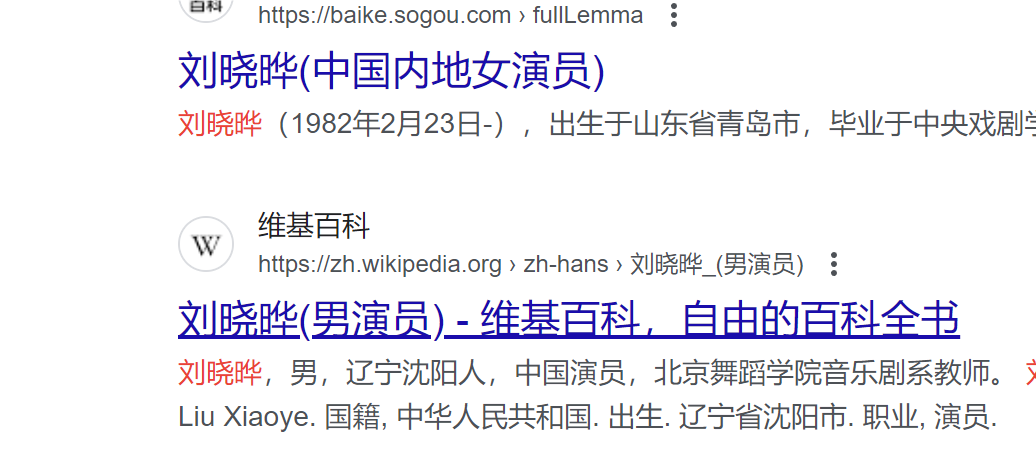 百科
https://baike.sogou.com › fullLemma
刘晓晔(中国内地女演员)
刘晓晔（1982年2月23日-），出生于山东省青岛市，毕业于中央戏剧学
W
维基百科
https://zh.wikipedia.org › zh-hans › 刘晓晔_(男演员)
刘晓晔(男演员) - 维基百科，自由的百科全书
刘晓晔，男，辽宁沈阳人，中国演员，北京舞蹈学院音乐剧系教师。
Liu Xiaoye. 国籍, 中华人民共和国. 出生. 辽宁省沈阳市. 职业, 演员.